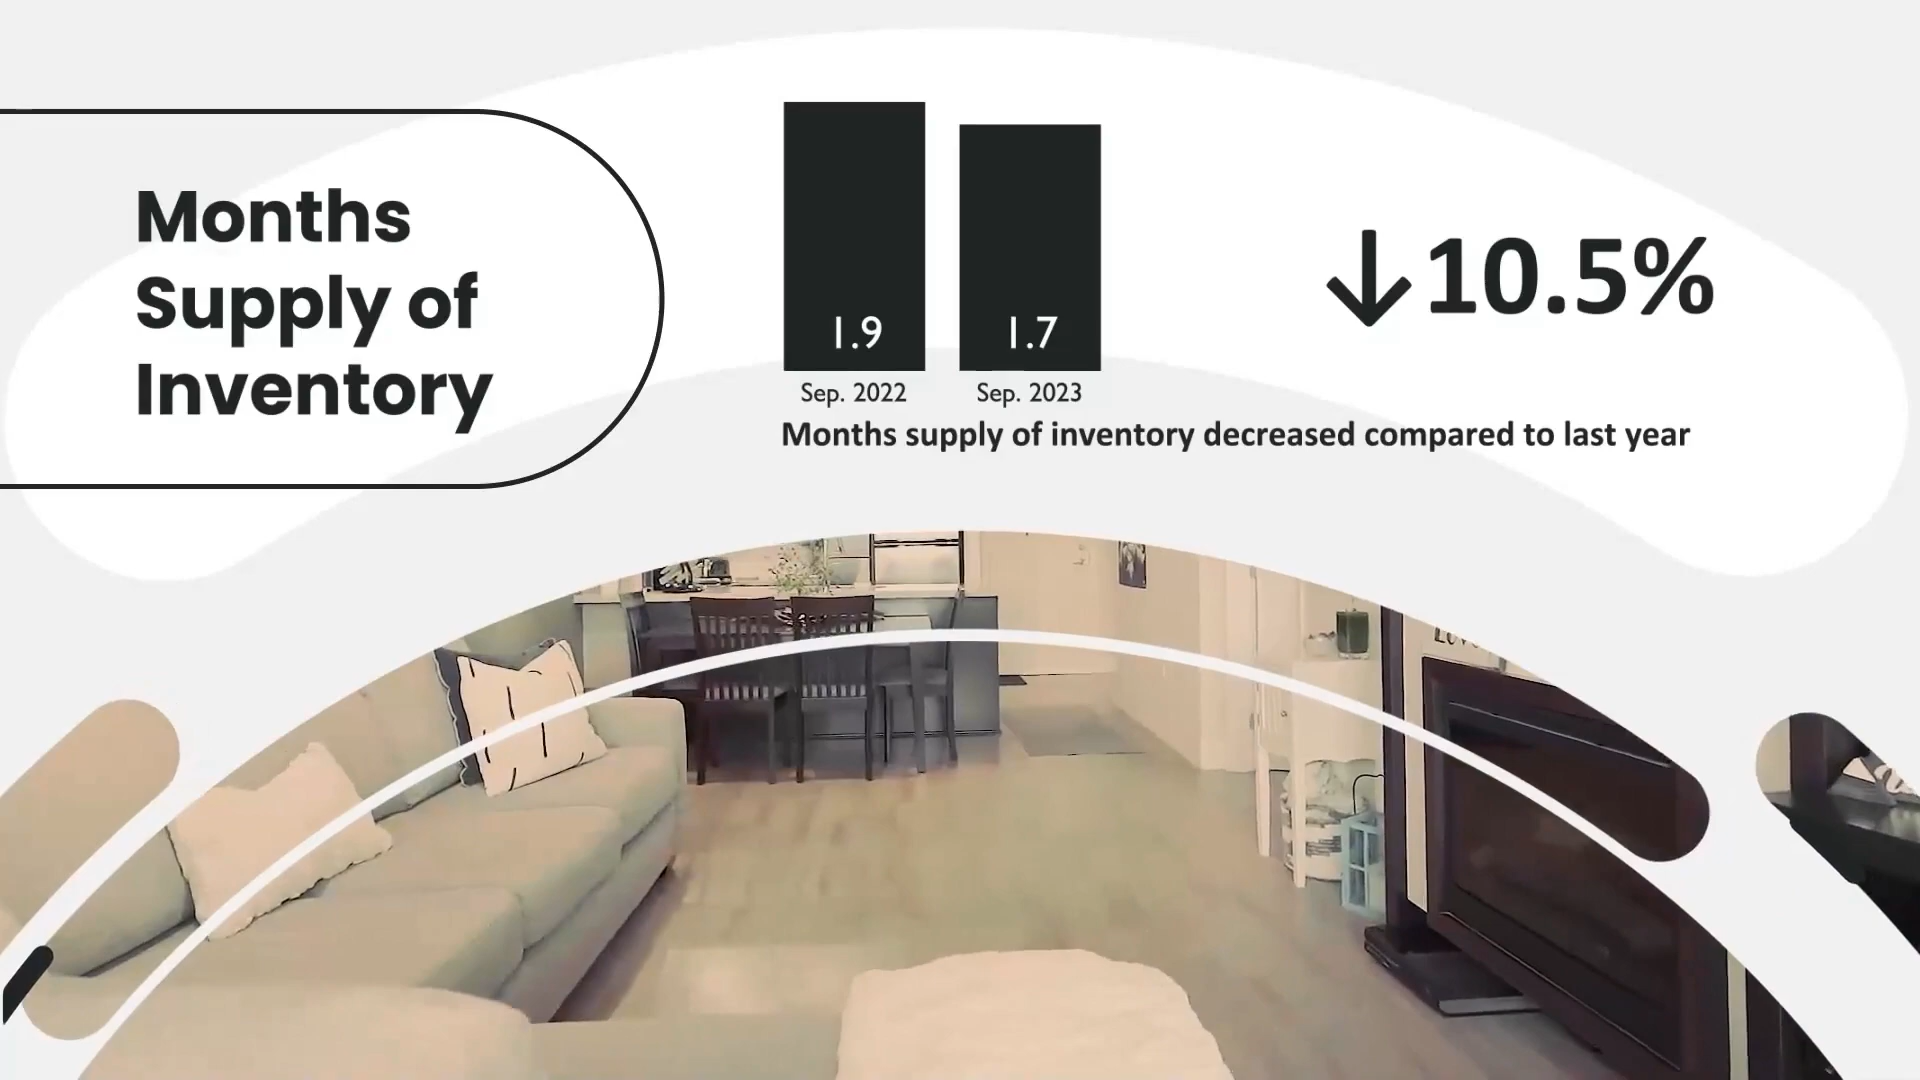 Months
Supply of
Inventory
1.9
1.7
Sep. 2022
Sep. 2023
↓10.5%
Months supply of inventory decreased compared to last year